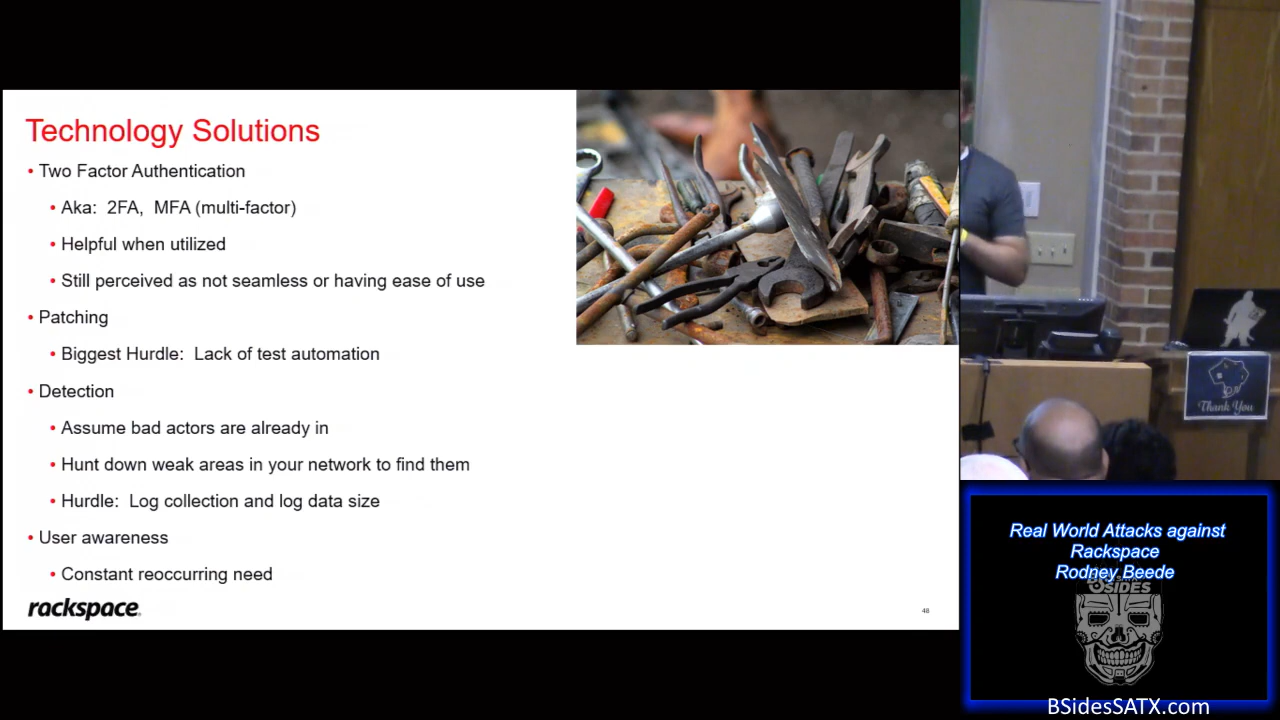 Technology Solutions
• Two Factor Authentication
• Aka: 2FA, MFA (multi-factor)
• Helpful when utilized
• Still perceived as not seamless or having ease of use
• Patching
• Biggest Hurdle: Lack of test automation
• Detection
• Assume bad actors are already in
• Hunt down weak areas in your network to find them
• Hurdle: Log collection and log data size
• User awareness
• Constant reoccurring need
rackspace
48
Thank You
Real World Attacks against
Rackspace
Rodney Beede
BSIDES
BSidesSATX.com